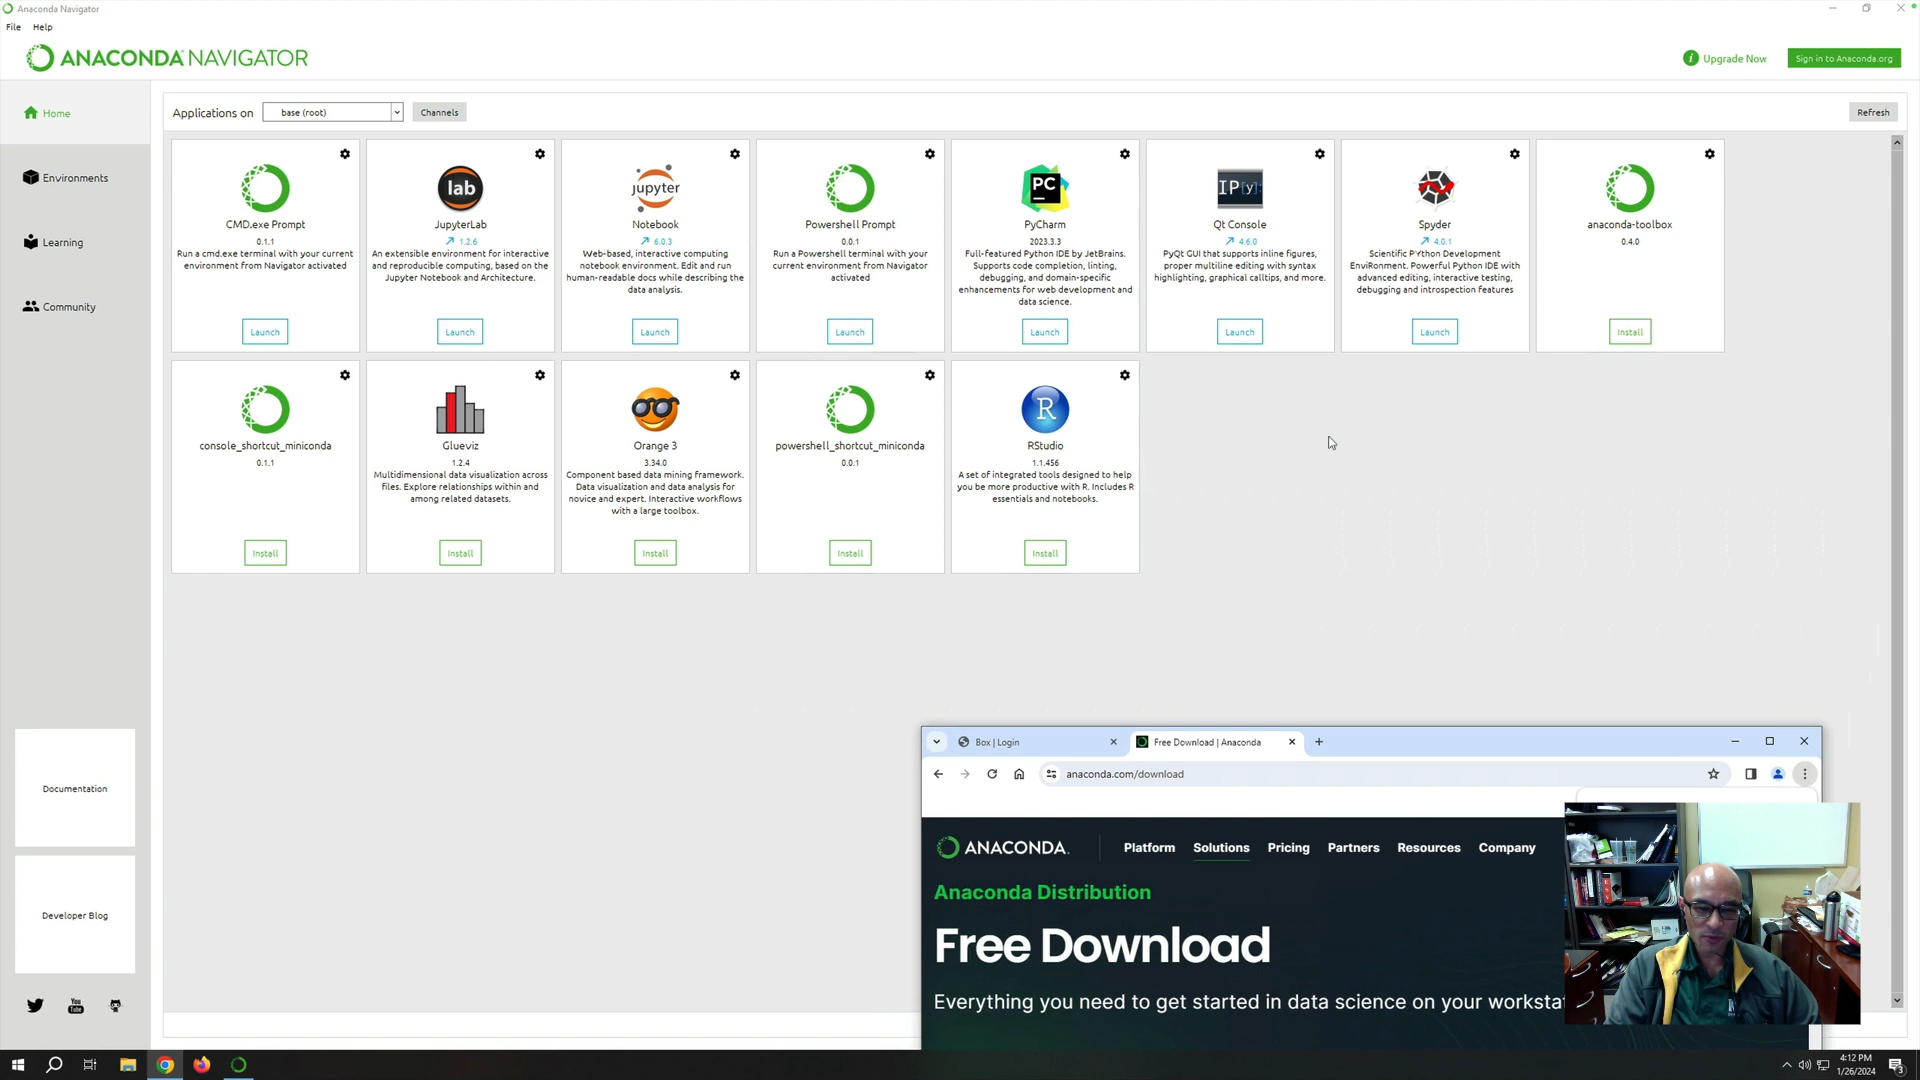 Anaconda Navigator
File Help
ANACONDA NAVIGATOR
i Upgrade Now Sign in to Anaconda.org
Home
Environments
Learning
Community
Applications on base (root) Channels Refresh
CMD.exe Prompt
0.1.1
Run a cmd.exe terminal with your current
environment from Navigator activated
Launch
lab
JupyterLab
1.2.6
An extensible environment for interactive
and reproducible computing, based on the
Jupyter Notebook and Architecture.
Launch
jupyter
Notebook
6.0.3
Web-based, interactive computing
notebook environment. Edit and run
human-readable docs while describing the
data analysis.
Launch
Powershell Prompt
0.0.1
Run a Powershell terminal with your
current environment from Navigator
activated
Launch
PC
PyCharm
2023.3.3
Full-featured Python IDE by JetBrains.
Supports code completion, linting,
debugging, and domain-specific
enhancements for web development and
data science.
Launch
IP[y]:
Qt Console
4.6.0
PyQt GUI that supports inline figures,
proper multiline editing with syntax
highlighting, graphical calltips, and more.
Launch
Spyder
4.0.1
Scientific PYthon Development
EnviRonment. Powerful Python IDE with
advanced editing, interactive testing,
debugging and introspection features
Launch
anaconda-toolbox
0.4.0
Install
console_shortcut_miniconda
0.1.1
Install
Glueviz
1.2.4
Multidimensional data visualization across
files. Explore relationships within and
among related datasets.
Install
Orange 3
3.34.0
Component based data mining framework.
Data visualization and data analysis for
novice and expert. Interactive workflows
with a large toolbox.
Install
powershell_shortcut_miniconda
0.0.1
Install
R
RStudio
1.1.456
A set of integrated tools designed to help
you be more productive with R. Includes R
essentials and notebooks.
Install
Documentation
Developer Blog
You
Tube
Box | Login Free Download | Anaconda
anaconda.com/download
ANACONDA. Platform Solutions Pricing Partners Resources Company
Anaconda Distribution
Free Download
Everything you need to get started in data science on your worksta
4:12 PM
1/26/2024
3